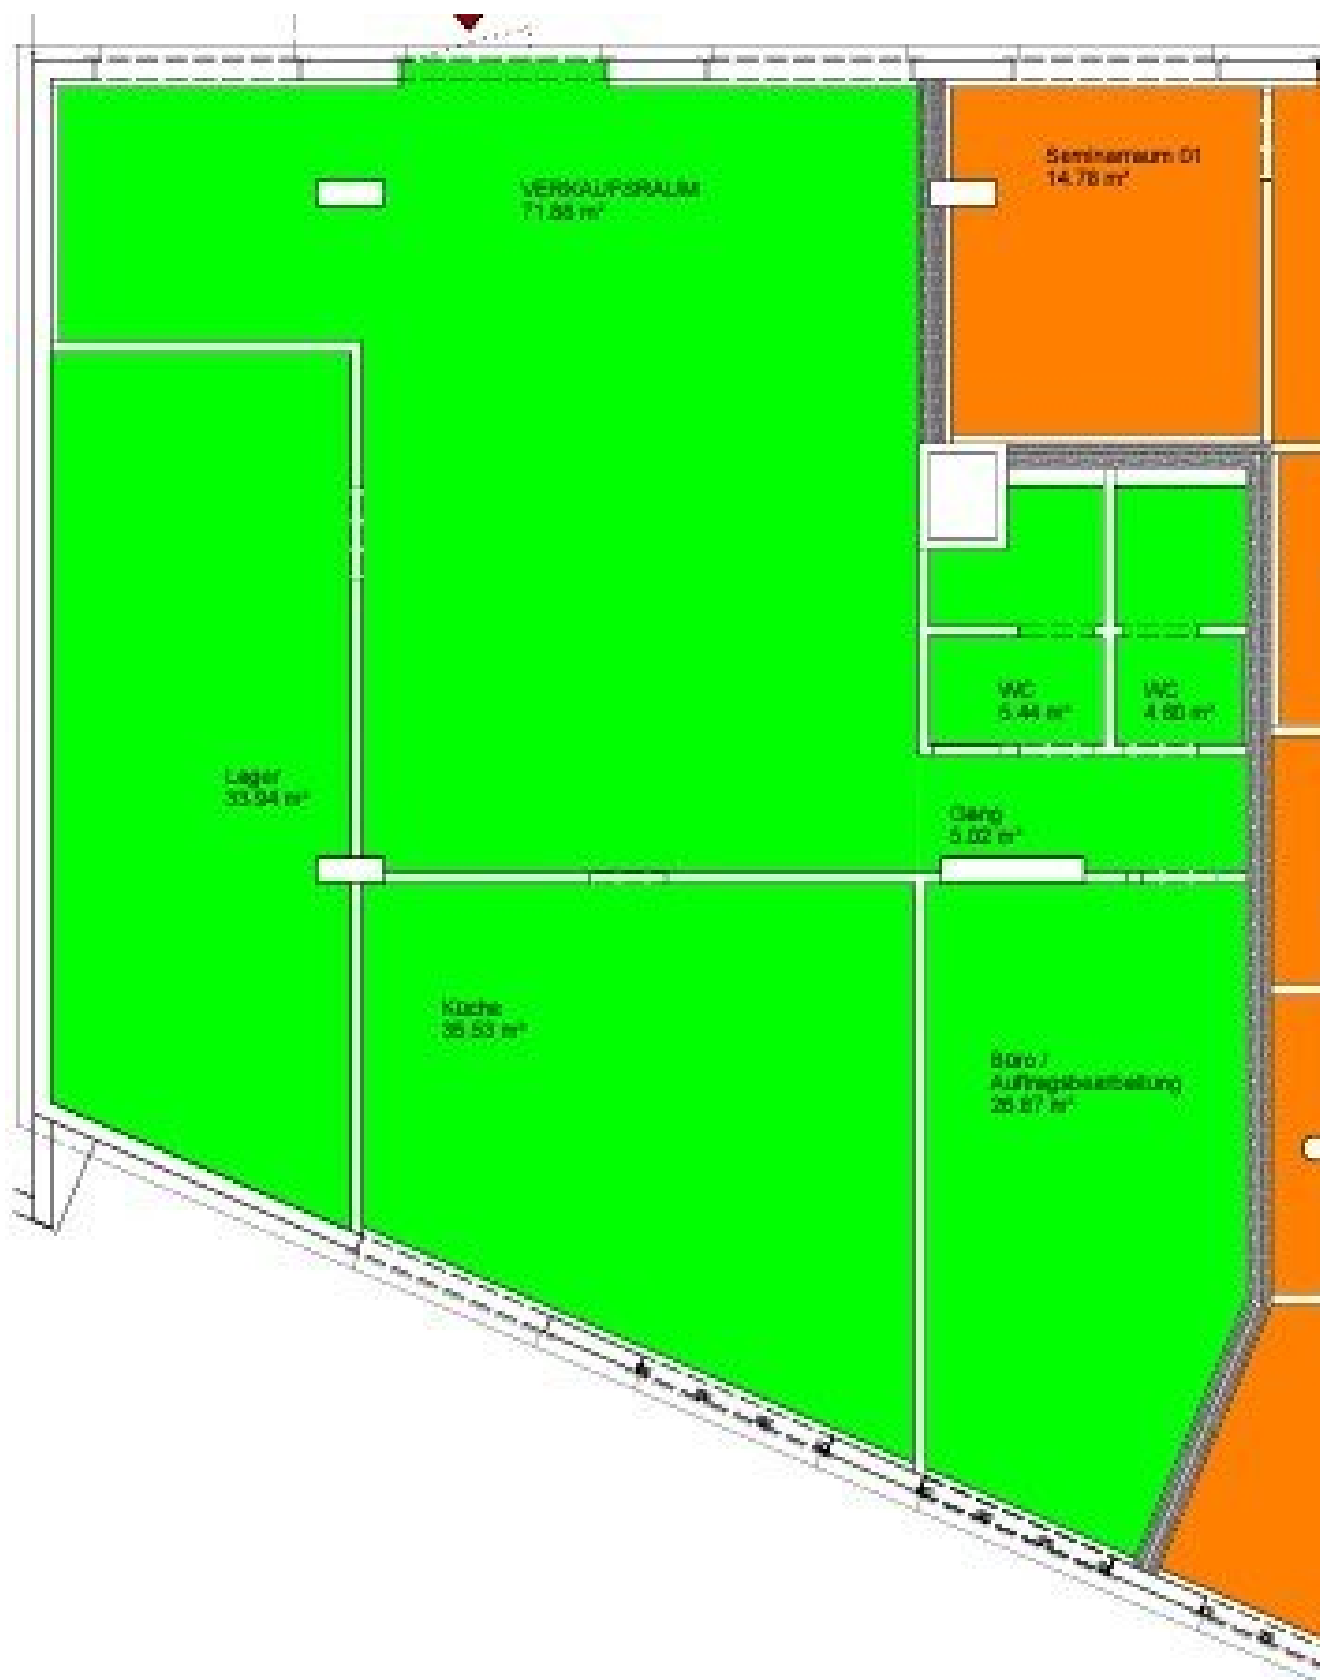 Seminarraum 01
14.78 m²
VERKAUFSRAUM
71.88 m²
WC
5.44 m²
WC
4.80 m²
Lager
33.94 m²
Gang
5.02 m²
Küche
35.53 m²
Büro /
Auftragsbearbeitung
26.87 m²